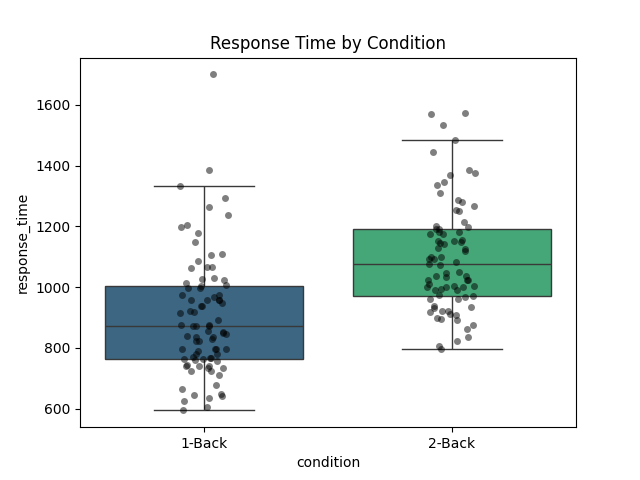 Response Time by Condition
response_time
1600
1400
1200
1000
800
600
1-Back
2-Back
condition